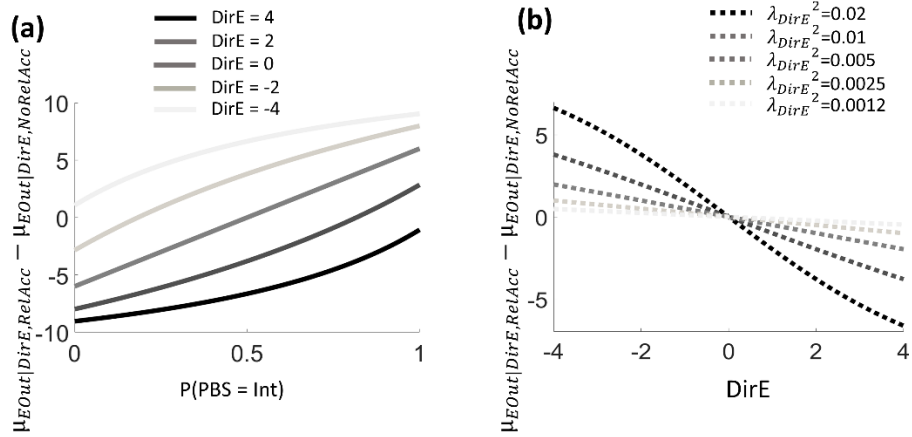 (a)
DirE = 4
DirE = 2
DirE = 0
DirE = -2
DirE = -4
μEOut|DirE,RelAcc − μEOut|DirE,NoRelAcc
10
5
0
-5
-10
0
0.5
1
P(PBS = Int)
(b)
λDirE²=0.02
λDirE²=0.01
λDirE²=0.005
λDirE²=0.0025
λDirE²=0.0012
μEOut|DirE,RelAcc − μEOut|DirE,NoRelAcc
5
0
-5
-4
-2
0
2
4
DirE